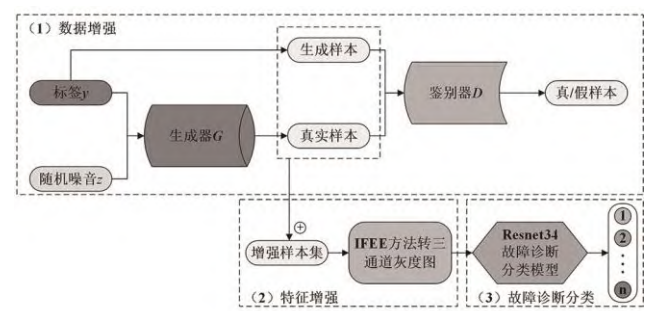 (1)数据增强
生成样本
标签y
生成器G
真实样本
鉴别器D
真/假样本
随机噪音z
增强样本集
IFEE方法转三
通道灰度图
(2)特征增强
Resnet34
故障诊断
分类模型
(3)故障诊断分类
1
2
n